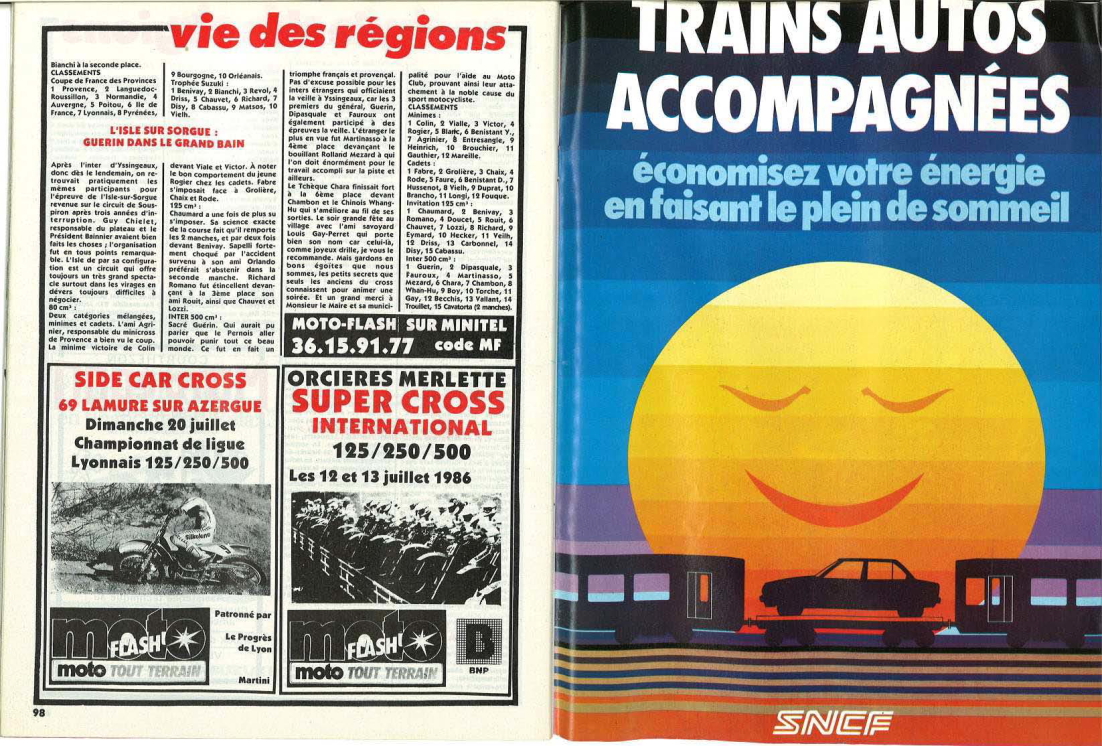 vie des régions
Bianchi à la seconde place.
CLASSEMENTS
Coupe de France des Provinces
1 Provence, 2 Languedoc-
Roussillon, 3 Normandie, 4
Auvergne, 5 Poitou, 6 Ile de
France, 7 Lyonnais, 8 Pyrénées,
9 Bourgogne, 10 Orléanais.
Trophée Suzuki :
1 Benivay, 2 Bianchi, 3 Revol, 4
Driss, 5 Chauvet, 6 Richard, 7
Disy, 8 Cabassu, 9 Matsos, 10
Vielh.
L'ISLE SUR SORGUE :
GUERIN DANS LE GRAND BAIN
Après l'inter d'Yssingeaux,
donc dès le lendemain, on re-
trouvait pratiquement les
mêmes participants pour
l'épreuve de l'Isle-sur-Sorgue
revenue sur le circuit de Sous-
piron après trois années d'in-
terruption. Guy Chielet,
responsable du plateau et le
Président Bainnier avaient bien
faits les choses ; l'organisation
fut en tous points remarqua-
ble. L'Isle de par sa configura-
tion est un circuit qui offre
toujours un très grand specta-
cle surtout dans les virages en
dévers toujours difficiles à
négocier.
80 cm³ :
Deux catégories mélangées,
minimes et cadets. L'ami Agri-
nier, responsable du minicross
de Provence a bien vu le coup.
La minime victoire de Colin
devant Viale et Victor. À noter
le bon comportement du jeune
Rogier chez les cadets. Fabre
s'imposait face à Grolière,
Chaix et Rode.
125 cm³ :
Chaumard a une fois de plus su
s'imposer. Sa science exacte
de la course fait qu'il remporte
les 2 manches, et par deux fois
devant Benivay. Sapelli forte-
ment choqué par l'accident
survenu à son ami Orlando
préférait s'abstenir dans la
seconde manche. Richard
Romano fut étincellent devan-
çant à la 3ème place son
ami Rouit, ainsi que Chauvet et
Lozzi.
INTER 500 cm³ :
Sacré Guérin. Qui aurait pu
parier que le Pernois aller
pouvoir punir tout ce beau
monde. Ce fut en fait un
triomphe français et provençal.
Pas d'excuse possible pour les
inters étrangers qui officiaient
la veille à Yssingeaux, car les 3
premiers du général, Guerin,
Dipasquale et Fauroux ont
également participé à des
épreuves la veille. L'étranger le
plus en vue fut Martinasso à la
4ème place devançant le
bouillant Rolland Mezard à qui
l'on doit énormément pour le
travail accompli sur la piste et
ailleurs.
Le Tchèque Chara finissait fort
à la 6ème place devant
Chambon et le Chinois Whang-
Hu qui s'améliore au fil de ses
sorties. Le soir grande fête au
village avec l'ami savoyard
Louis Gay-Perret qui porte
bien son nom car celui-là,
comme joyeux drille, je vous le
recommande. Mais gardons en
bons égoïtes que nous
sommes, les petits secrets que
seuls les anciens du cross
connaissent pour animer une
soirée. Et un grand merci à
Monsieur le Maire et sa munici-
palité pour l'aide au Moto
Club, prouvant ainsi leur atta-
chement à la noble cause du
sport motocycliste.
CLASSEMENTS
Minimes :
1 Colin, 2 Vialle, 3 Victor, 4
Rogier, 5 Blanc, 6 Benistant Y.,
7 Agrinier, 8 Entresangle, 9
Heinrich, 10 Brouchier, 11
Gauthier, 12 Mareille.
Cadets :
1 Fabre, 2 Grolière, 3 Chaix, 4
Rode, 5 Faure, 6 Benistant D., 7
Hussenot, 8 Vielh, 9 Duprat, 10
Brancho, 11 Longi, 12 Fouque.
Invitation 125 cm³ :
1 Chaumard, 2 Benivay, 3
Romano, 4 Doucet, 5 Rouit, 6
Chauvet, 7 Lozzi, 8 Richard, 9
Eymard, 10 Hecker, 11 Veilh,
12 Driss, 13 Carbonnel, 14
Disy, 15 Cabassu.
Inter 500 cm³ :
1 Guerin, 2 Dipasquale, 3
Fauroux, 4 Martinasso, 5
Mezard, 6 Chara, 7 Chambon, 8
Whan-Hu, 9 Boy, 10 Torche, 11
Gay, 12 Becchis, 13 Valiant, 14
Trouillet, 15 Cavatorta (2 manches).
MOTO-FLASH SUR MINITEL
36.15.91.77 code MF
SIDE CAR CROSS
69 LAMURE SUR AZERGUE
Dimanche 20 juillet
Championnat de ligue
Lyonnais 125/250/500
moto FLASH!
moto TOUT TERRAIN
Patronné par
Le Progrès
de Lyon
Martini
ORCIERES MERLETTE
SUPER CROSS
INTERNATIONAL
125/250/500
Les 12 et 13 juillet 1986
moto FLASH!
moto TOUT TERRAIN
B
BNP
98
TRAINS AUTOS
ACCOMPAGNÉES
économisez votre énergie
en faisant le plein de sommeil
SNCF